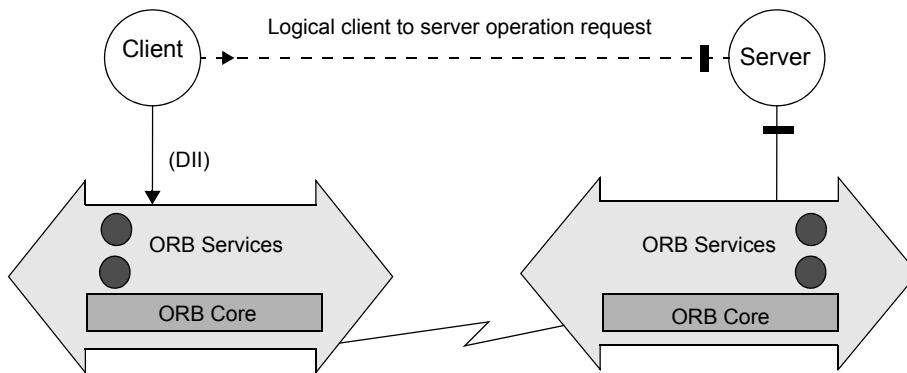 Logical client to server operation request
Client
Server
(DII)
ORB Services
ORB Services
ORB Core
ORB Core